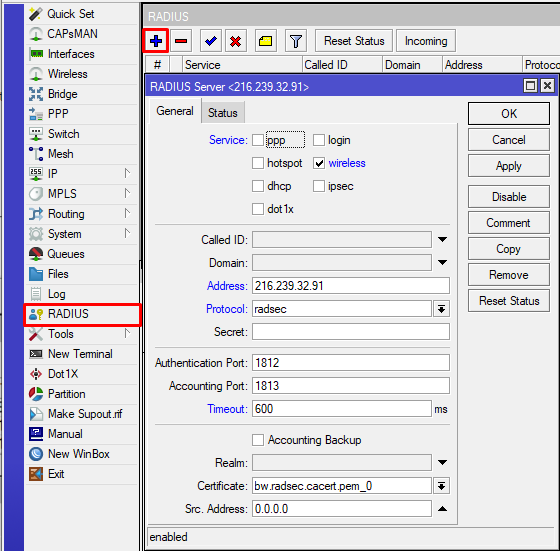 Quick Set
CAPsMAN
Interfaces
Wireless
Bridge
PPP
Switch
Mesh
IP
MPLS
Routing
System
Queues
Files
Log
RADIUS
Tools
New Terminal
Dot1X
Partition
Make Supout.rif
Manual
New WinBox
Exit
RADIUS
Reset Status Incoming
# Service Called ID Domain Address Protoco
RADIUS Server <216.239.32.91>
General Status
Service: ppp login
hotspot wireless
dhcp ipsec
dot1x
Called ID:
Domain:
Address: 216.239.32.91
Protocol: radsec
Secret:
Authentication Port: 1812
Accounting Port: 1813
Timeout: 600 ms
Accounting Backup
Realm:
Certificate: bw.radsec.cacert.pem_0
Src. Address: 0.0.0.0
enabled
OK
Cancel
Apply
Disable
Comment
Copy
Remove
Reset Status